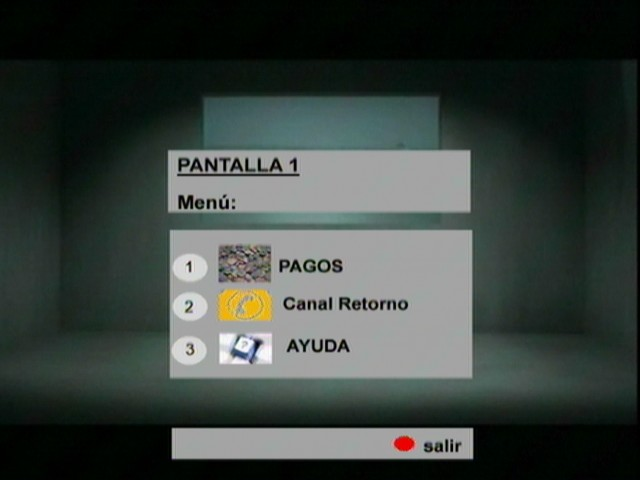 PANTALLA 1
Menú:
1 PAGOS
2 Canal Retorno
3 AYUDA
salir